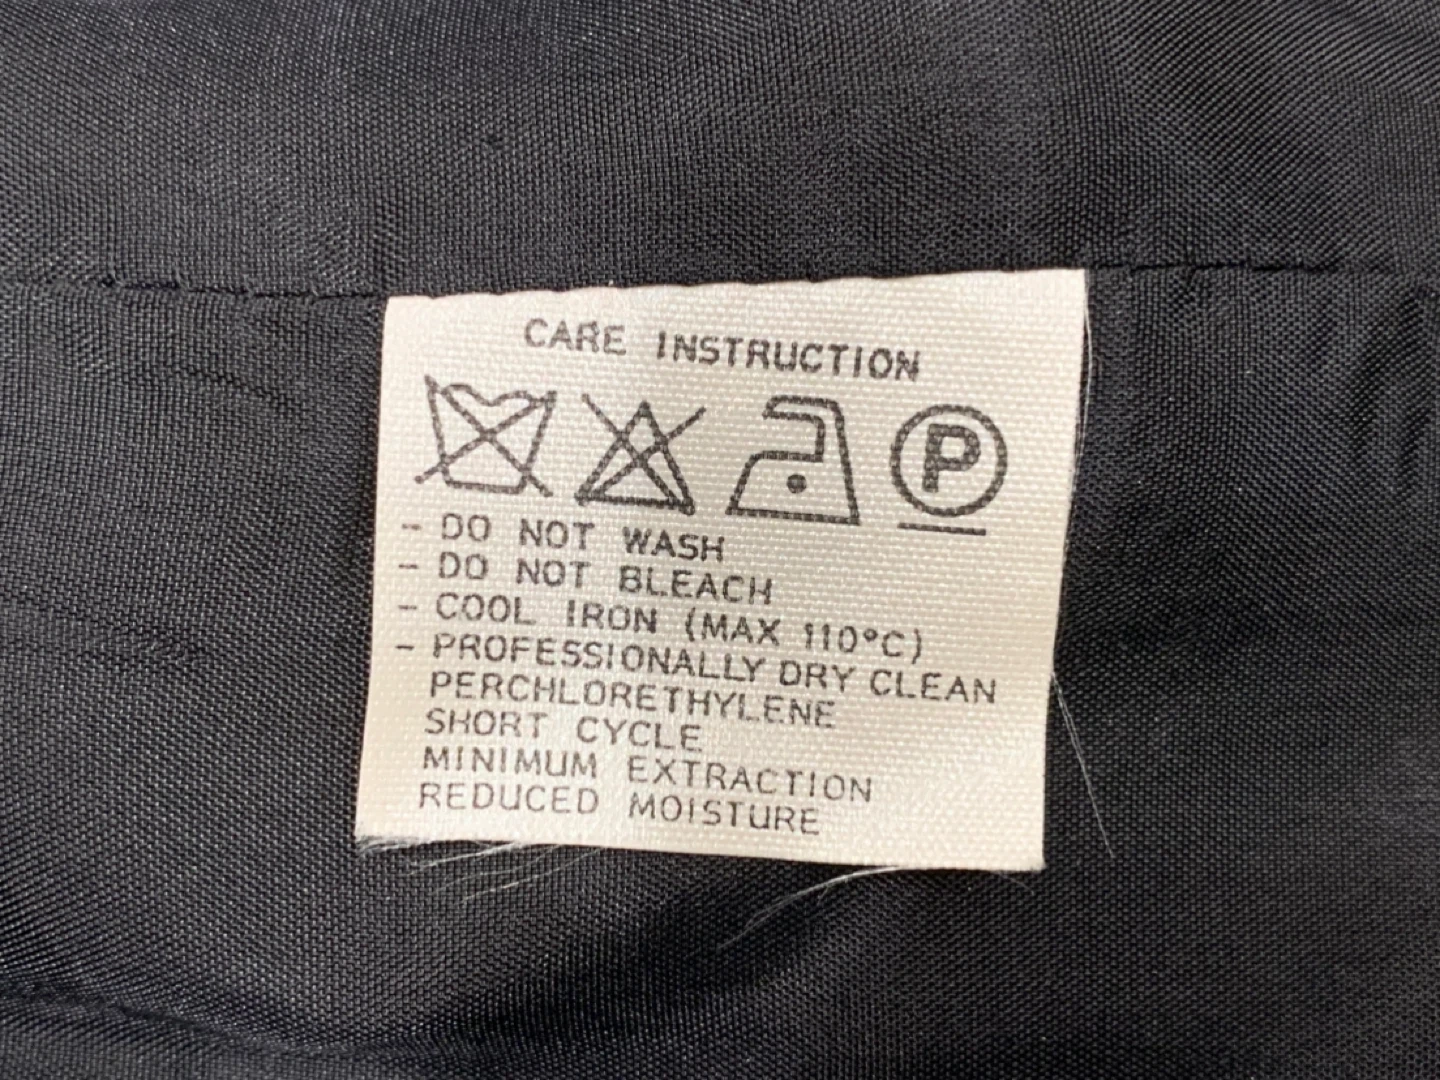 CARE INSTRUCTION
P
- DO NOT WASH
- DO NOT BLEACH
- COOL IRON (MAX 110°C)
- PROFESSIONALLY DRY CLEAN
PERCHLORETHYLENE
SHORT CYCLE
MINIMUM EXTRACTION
REDUCED MOISTURE